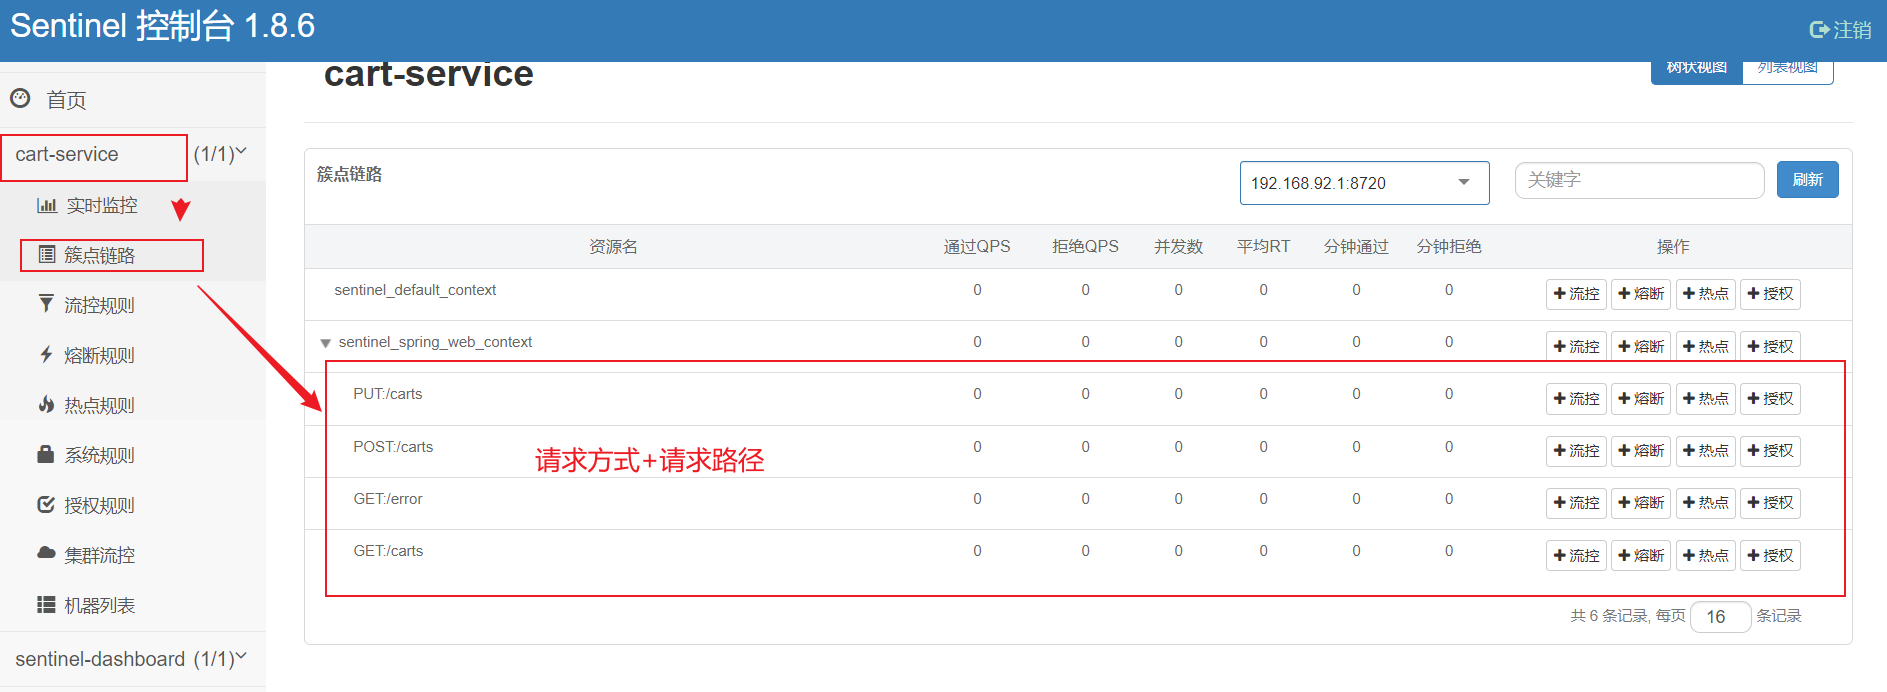 Sentinel 控制台 1.8.6
注销
首页
cart-service (1/1)
实时监控
簇点链路
流控规则
熔断规则
热点规则
系统规则
授权规则
集群流控
机器列表
sentinel-dashboard (1/1)
cart-service
树状视图 列表视图
簇点链路 192.168.92.1:8720 关键字 刷新
资源名 通过QPS 拒绝QPS 并发数 平均RT 分钟通过 分钟拒绝 操作
sentinel_default_context 0 0 0 0 0 0 +流控 +熔断 +热点 +授权
sentinel_spring_web_context 0 0 0 0 0 0 +流控 +熔断 +热点 +授权
PUT:/carts 0 0 0 0 0 0 +流控 +熔断 +热点 +授权
POST:/carts 0 0 0 0 0 0 +流控 +熔断 +热点 +授权
请求方式+请求路径
GET:/error 0 0 0 0 0 0 +流控 +熔断 +热点 +授权
GET:/carts 0 0 0 0 0 0 +流控 +熔断 +热点 +授权
共 6 条记录, 每页 16 条记录